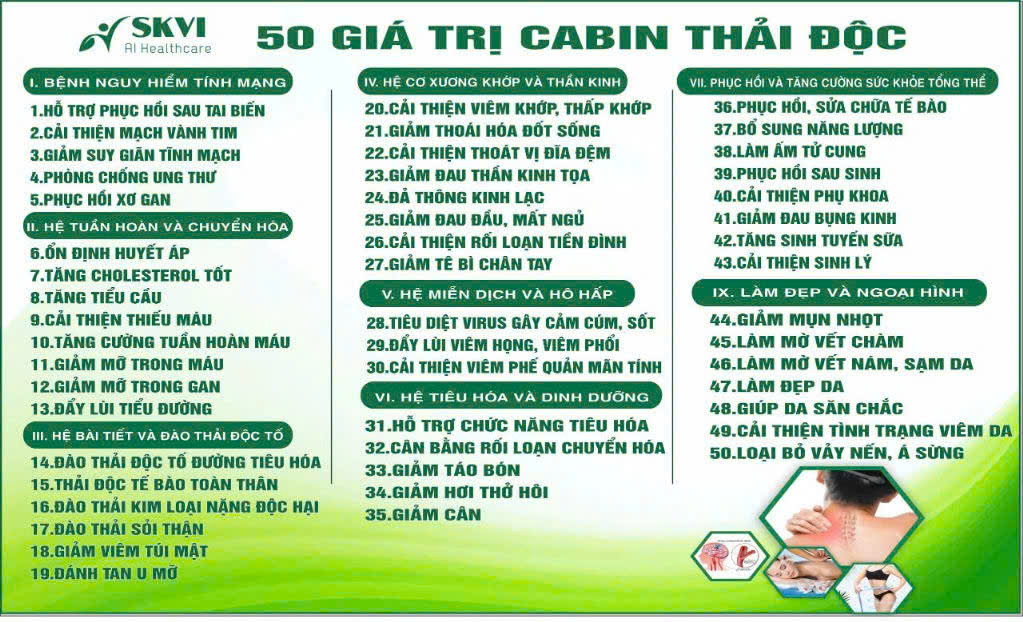 SKVI
AI Healthcare
50 GIÁ TRỊ CABIN THẢI ĐỘC
I. BỆNH NGUY HIỂM TÍNH MẠNG
1.HỖ TRỢ PHỤC HỒI SAU TAI BIẾN
2.CẢI THIỆN MẠCH VÀNH TIM
3.GIẢM SUY GIÃN TĨNH MẠCH
4.PHÒNG CHỐNG UNG THƯ
5.PHỤC HỒI XƠ GAN
II. HỆ TUẦN HOÀN VÀ CHUYỂN HÓA
6.ỔN ĐỊNH HUYẾT ÁP
7.TĂNG CHOLESTEROL TỐT
8.TĂNG TIỂU CẦU
9.CẢI THIỆN THIẾU MÁU
10.TĂNG CƯỜNG TUẦN HOÀN MÁU
11.GIẢM MỠ TRONG MÁU
12.GIẢM MỠ TRONG GAN
13.ĐẨY LÙI TIỂU ĐƯỜNG
III. HỆ BÀI TIẾT VÀ ĐÀO THẢI ĐỘC TỐ
14.ĐÀO THẢI ĐỘC TỐ ĐƯỜNG TIÊU HÓA
15.THẢI ĐỘC TẾ BÀO TOÀN THÂN
16.ĐÀO THẢI KIM LOẠI NẶNG ĐỘC HẠI
17.ĐÀO THẢI SỎI THẬN
18.GIẢM VIÊM TÚI MẬT
19.ĐÁNH TAN U MỠ
IV. HỆ CƠ XƯƠNG KHỚP VÀ THẦN KINH
20.CẢI THIỆN VIÊM KHỚP, THẤP KHỚP
21.GIẢM THOÁI HÓA ĐỐT SỐNG
22.CẢI THIỆN THOÁT VỊ ĐĨA ĐỆM
23.GIẢM ĐAU THẦN KINH TỌA
24.ĐẢ THÔNG KINH LẠC
25.GIẢM ĐAU ĐẦU, MẤT NGỦ
26.CẢI THIỆN RỐI LOẠN TIỀN ĐÌNH
27.GIẢM TÊ BÌ CHÂN TAY
V. HỆ MIỄN DỊCH VÀ HÔ HẤP
28.TIÊU DIỆT VIRUS GÂY CẢM CÚM, SỐT
29.ĐẨY LÙI VIÊM HỌNG, VIÊM PHỔI
30.CẢI THIỆN VIÊM PHẾ QUẢN MÃN TÍNH
VI. HỆ TIÊU HÓA VÀ DINH DƯỠNG
31.HỖ TRỢ CHỨC NĂNG TIÊU HÓA
32.CÂN BẰNG RỐI LOẠN CHUYỂN HÓA
33.GIẢM TÁO BÓN
34.GIẢM HƠI THỞ HÔI
35.GIẢM CÂN
VII. PHỤC HỒI VÀ TĂNG CƯỜNG SỨC KHỎE TỔNG THỂ
36.PHỤC HỒI, SỬA CHỮA TẾ BÀO
37.BỔ SUNG NĂNG LƯỢNG
38.LÀM ẤM TỬ CUNG
39.PHỤC HỒI SAU SINH
40.CẢI THIỆN PHỤ KHOA
41.GIẢM ĐAU BỤNG KINH
42.TĂNG SINH TUYẾN SỮA
43.CẢI THIỆN SINH LÝ
IX. LÀM ĐẸP VÀ NGOẠI HÌNH
44.GIẢM MỤN NHỌT
45.LÀM MỜ VẾT CHÀM
46.LÀM MỜ VẾT NÁM, SẠM DA
47.LÀM ĐẸP DA
48.GIÚP DA SĂN CHẮC
49.CẢI THIỆN TÌNH TRẠNG VIÊM DA
50.LOẠI BỎ VẢY NẾN, Á SỪNG